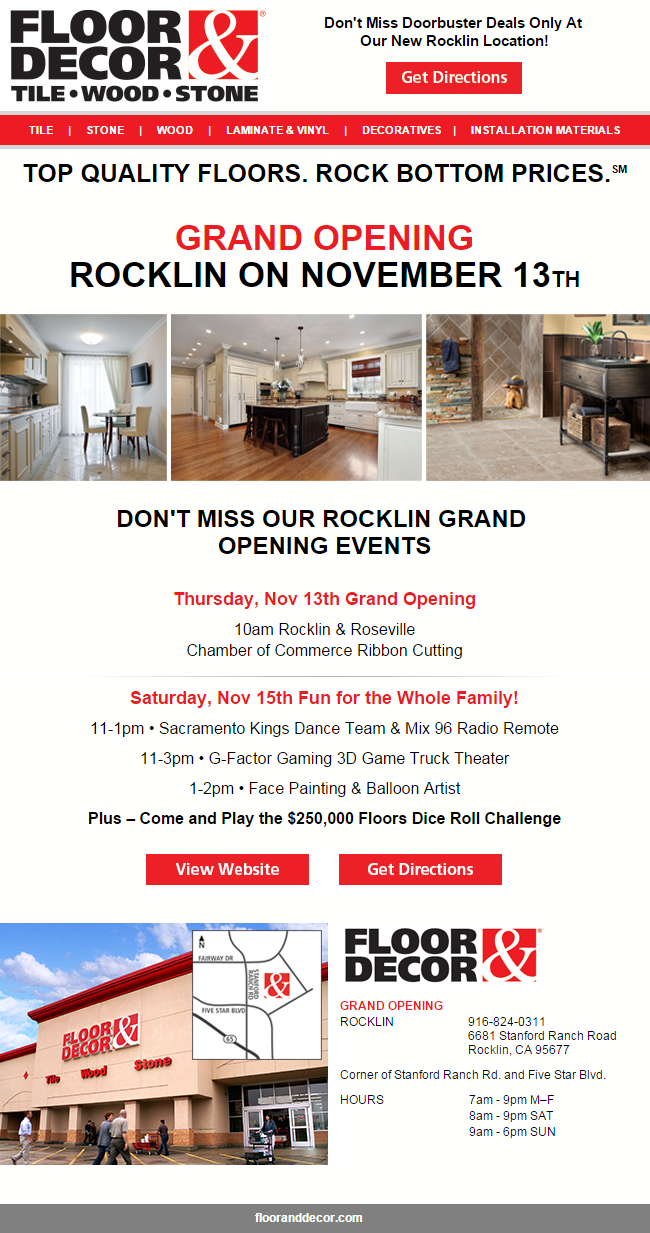 FLOOR &
DECOR
TILE • WOOD • STONE
Don't Miss Doorbuster Deals Only At
Our New Rocklin Location!
Get Directions
TILE | STONE | WOOD | LAMINATE & VINYL | DECORATIVES | INSTALLATION MATERIALS
TOP QUALITY FLOORS. ROCK BOTTOM PRICES.SM
GRAND OPENING
ROCKLIN ON NOVEMBER 13TH
DON'T MISS OUR ROCKLIN GRAND
OPENING EVENTS
Thursday, Nov 13th Grand Opening
10am Rocklin & Roseville
Chamber of Commerce Ribbon Cutting
Saturday, Nov 15th Fun for the Whole Family!
11-1pm • Sacramento Kings Dance Team & Mix 96 Radio Remote
11-3pm • G-Factor Gaming 3D Game Truck Theater
1-2pm • Face Painting & Balloon Artist
Plus – Come and Play the $250,000 Floors Dice Roll Challenge
View Website
Get Directions
N
FAIRWAY DR
STANFORD
RANCH RD
FIVE STAR BLVD
65
FLOOR &
DECOR
Tile Wood Stone
FLOOR &
DECOR
GRAND OPENING
ROCKLIN 916-824-0311
6681 Stanford Ranch Road
Rocklin, CA 95677
Corner of Stanford Ranch Rd. and Five Star Blvd.
HOURS 7am - 9pm M–F
8am - 9pm SAT
9am - 6pm SUN
flooranddecor.com